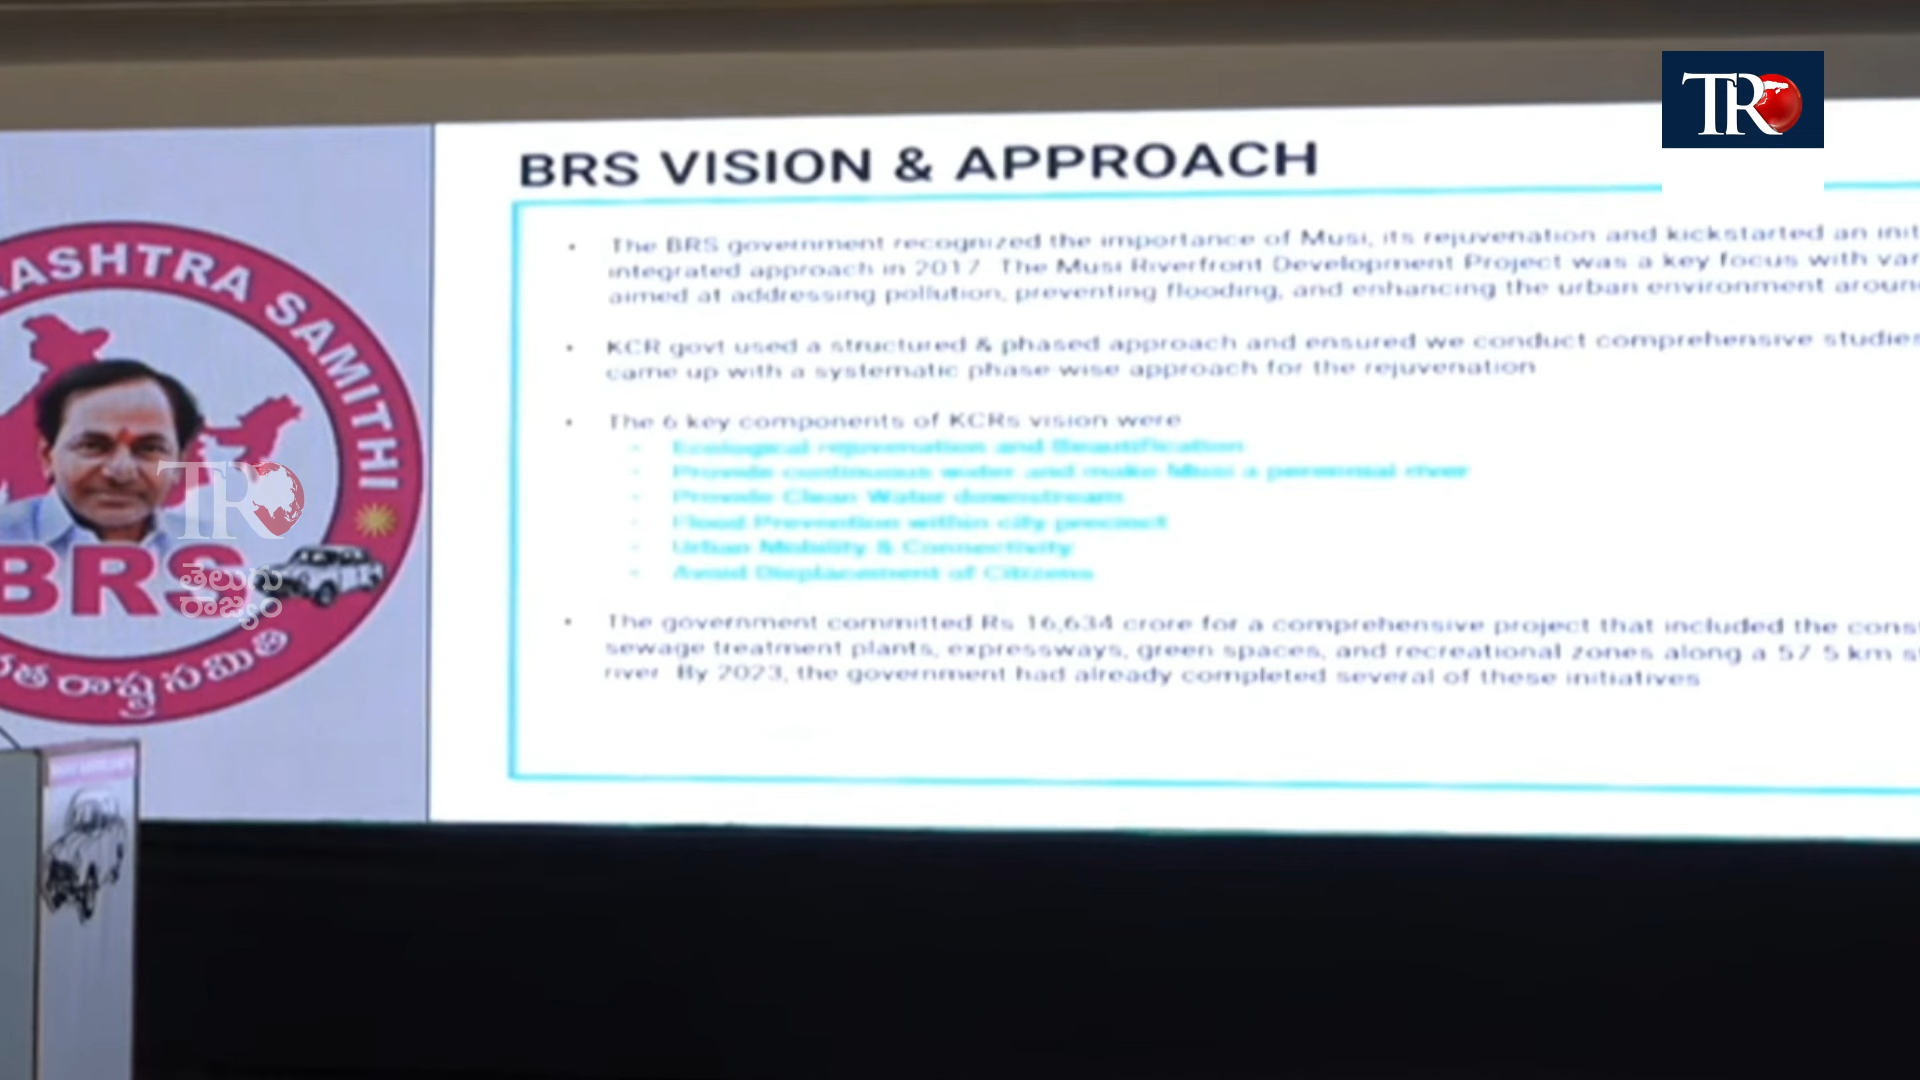 TR
BRS VISION & APPROACH
The BRS government recognized the importance of Musi, its rejuvenation and kickstarted an
integrated approach in 2017. The Musi Riverfront Development Project was a key focus with
aimed at addressing pollution, preventing flooding, and enhancing the urban environment
KCR govt used a structured & phased approach and ensured we conduct comprehensive studies
came up with a systematic phase-wise approach for the rejuvenation
The 6 key components of KCRs vision were
- Ecological rejuvenation and Beautification
- Provide continuous water and make Musi a perennial river
- Provide Clean Water downstream
- Flood Prevention within city precinct
- Urban Mobility & Connectivity
- Avoid Displacement of Citizens
The government committed Rs 16,634 crore for a comprehensive project that included the
sewage treatment plants, expressways, green spaces, and recreational zones along a 57.5 km
river. By 2023, the government had already completed several of these initiatives
SAMITHI
TR
BRS
తెలుగు
రాజ్యం
రాష్ట్ర సమితి